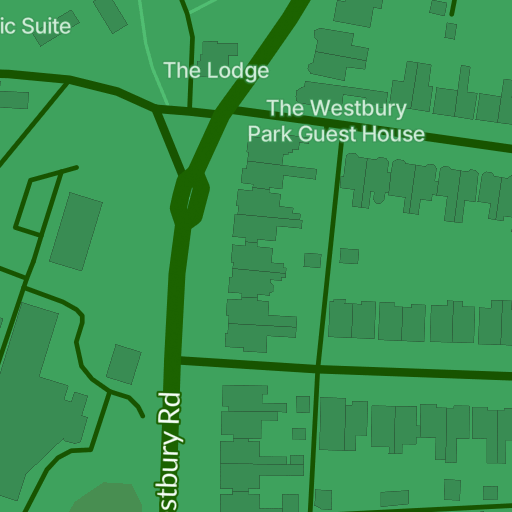 ic Suite
The Lodge
The Westbury
Park Guest House
stbury Rd